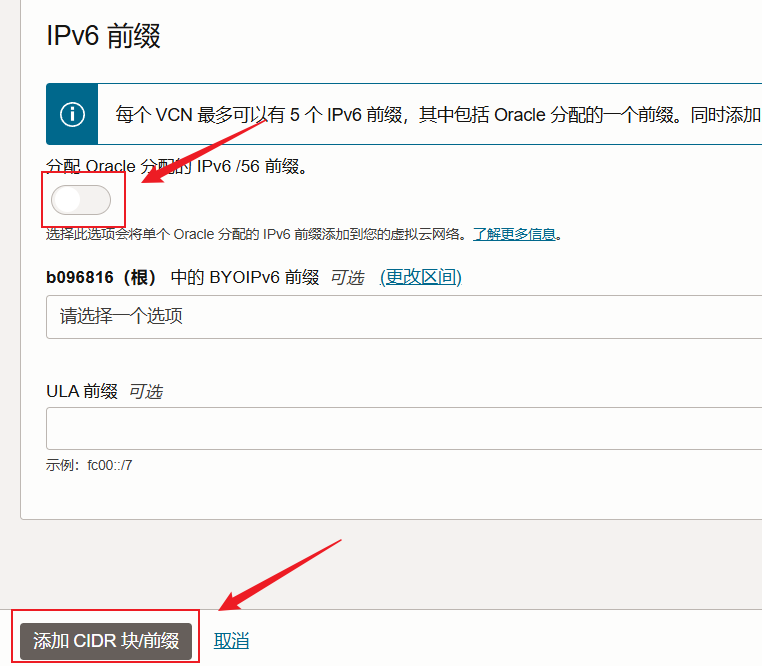 IPv6 前缀
每个 VCN 最多可以有 5 个 IPv6 前缀，其中包括 Oracle 分配的一个前缀。同时添加
分配 Oracle 分配的 IPv6 /56 前缀。
选择此选项会将单个 Oracle 分配的 IPv6 前缀添加到您的虚拟云网络。了解更多信息。
b096816（根） 中的 BYOIPv6 前缀 可选 (更改区间)
请选择一个选项
ULA 前缀 可选
示例：fc00::/7
添加 CIDR 块/前缀 取消